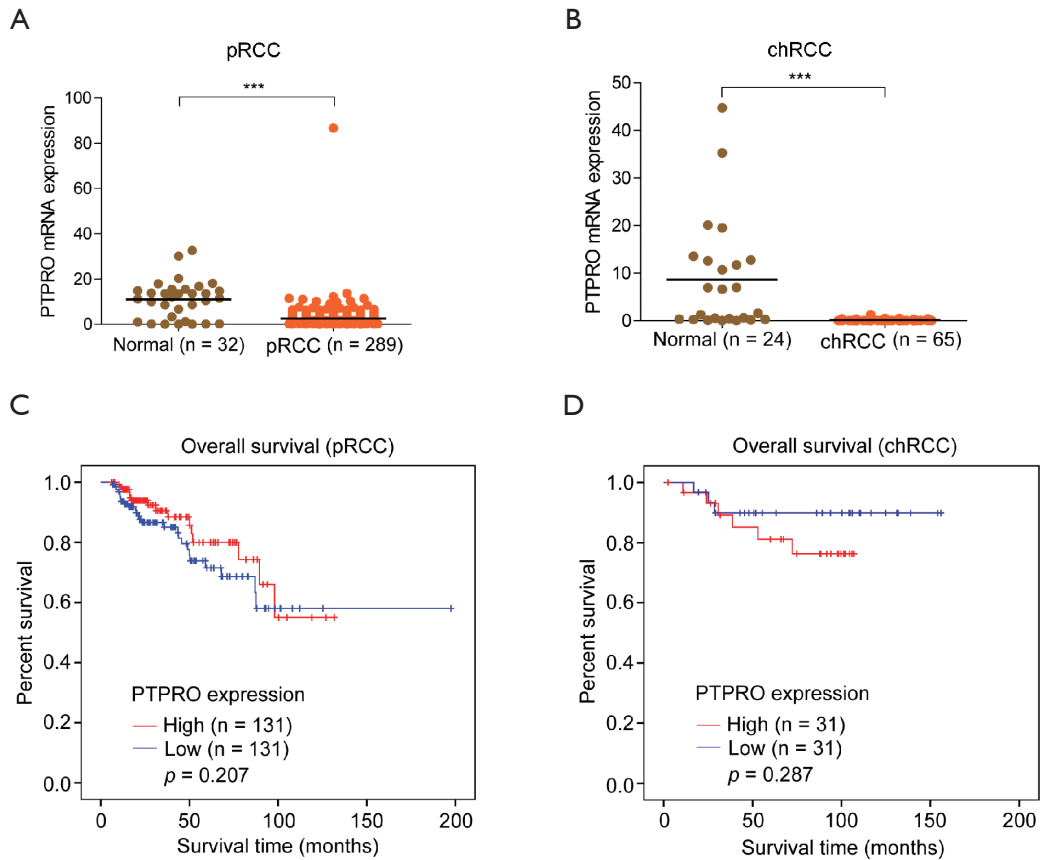 A
pRCC
***
PTPRO mRNA expression
100
80
60
40
20
0
Normal (n = 32)
pRCC (n = 289)
B
chRCC
***
PTPRO mRNA expression
50
40
30
20
10
0
Normal (n = 24)
chRCC (n = 65)
C
Overall survival (pRCC)
Percent survival
1.0
0.8
0.6
0.4
0.2
0.0
PTPRO expression
High (n = 131)
Low (n = 131)
p = 0.207
0 50 100 150 200
Survival time (months)
D
Overall survival (chRCC)
Percent survival
1.0
0.8
0.6
0.4
0.2
0.0
PTPRO expression
High (n = 31)
Low (n = 31)
p = 0.287
0 50 100 150 200
Survival time (months)